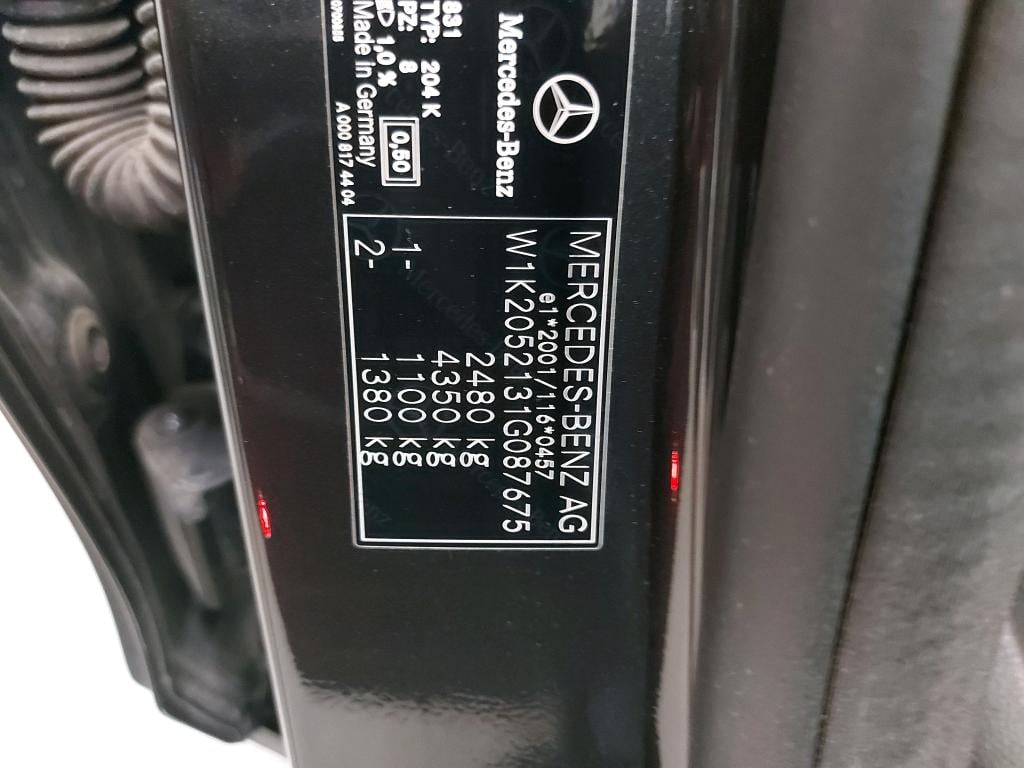 Mercedes-Benz
831
TYP: 204 K
PZ: 8
1,0 %
0,50
Made in Germany
A 000 817 44 04
MERCEDES-BENZ AG
e1*2001/116*0457
W1K2052131G087675
2480 kg
4350 kg
1- 1100 kg
2- 1380 kg